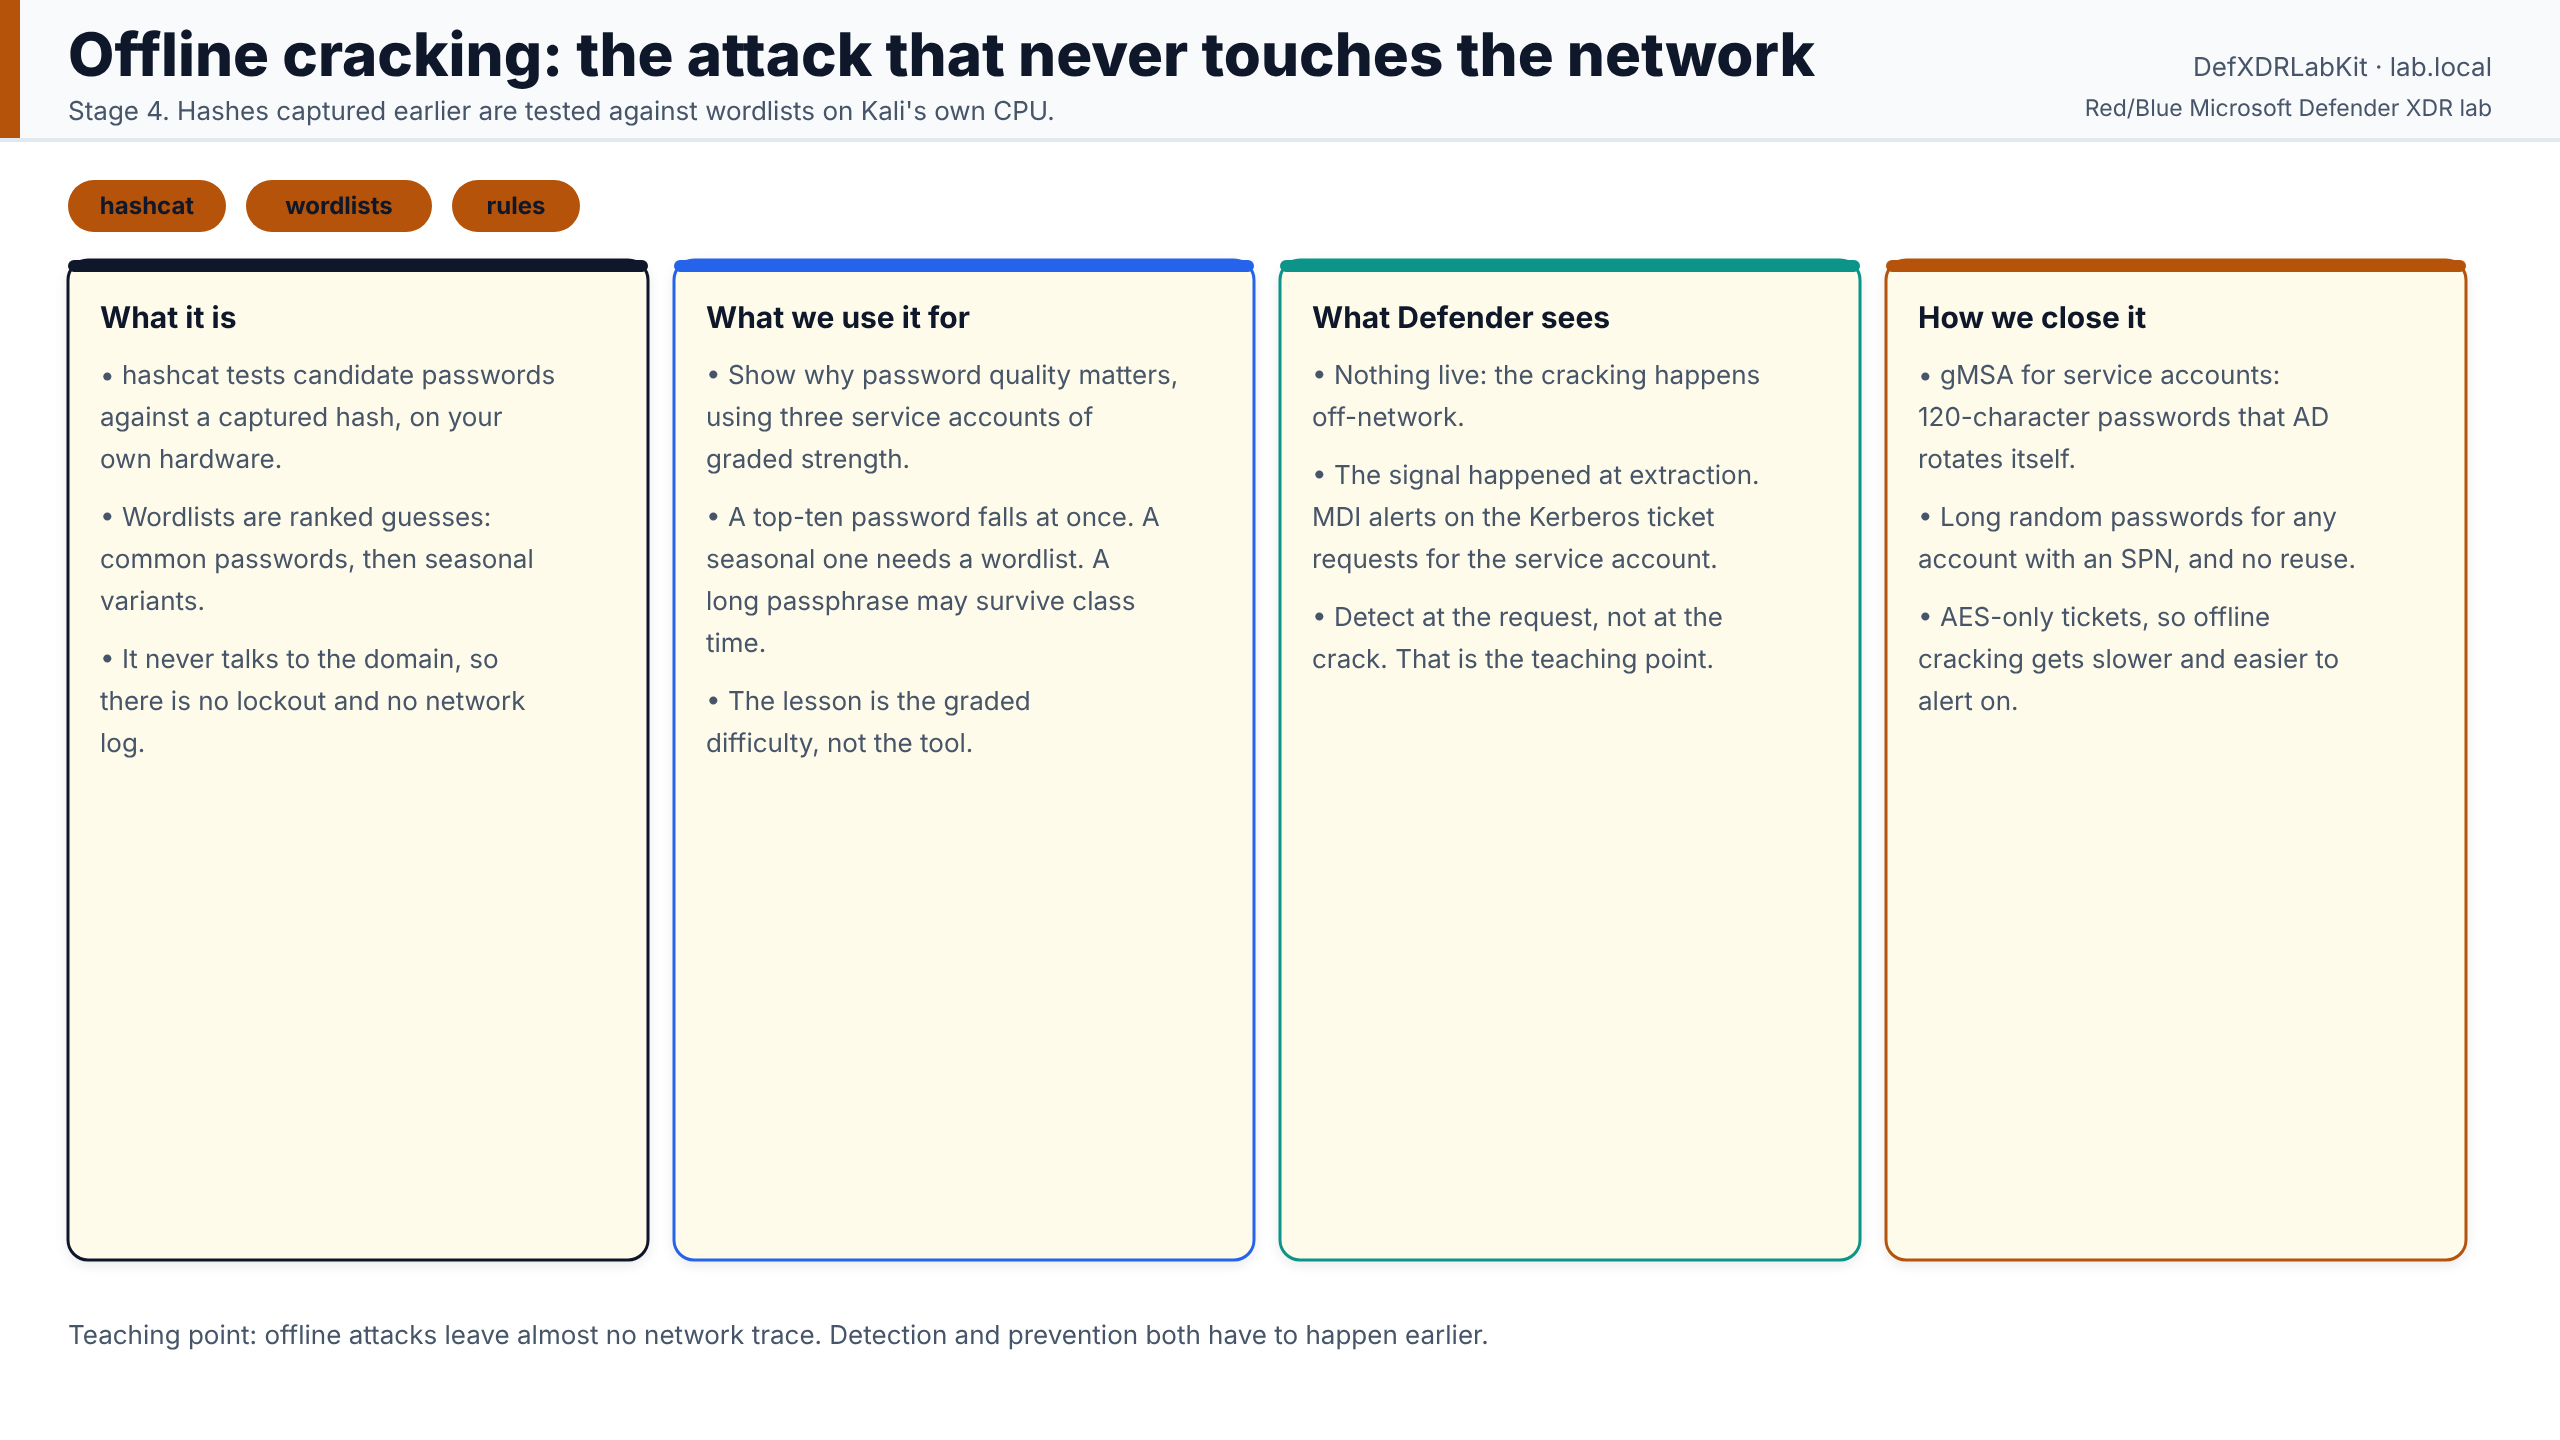 Offline cracking: the attack that never touches the network
Stage 4. Hashes captured earlier are tested against wordlists on Kali's own CPU.
DefXDRLabKit · lab.local
Red/Blue Microsoft Defender XDR lab
hashcat
wordlists
rules
What it is
• hashcat tests candidate passwords
against a captured hash, on your
own hardware.
• Wordlists are ranked guesses:
common passwords, then seasonal
variants.
• It never talks to the domain, so
there is no lockout and no network
log.
What we use it for
• Show why password quality matters,
using three service accounts of
graded strength.
• A top-ten password falls at once. A
seasonal one needs a wordlist. A
long passphrase may survive class
time.
• The lesson is the graded
difficulty, not the tool.
What Defender sees
• Nothing live: the cracking happens
off-network.
• The signal happened at extraction.
MDI alerts on the Kerberos ticket
requests for the service account.
• Detect at the request, not at the
crack. That is the teaching point.
How we close it
• gMSA for service accounts:
120-character passwords that AD
rotates itself.
• Long random passwords for any
account with an SPN, and no reuse.
• AES-only tickets, so offline
cracking gets slower and easier to
alert on.
Teaching point: offline attacks leave almost no network trace. Detection and prevention both have to happen earlier.